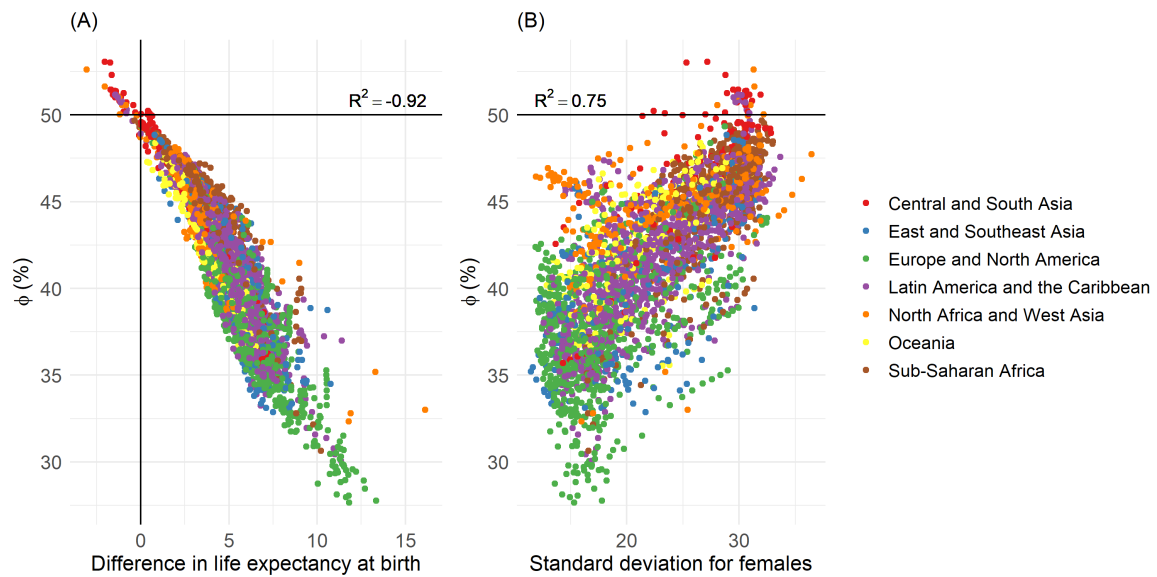 (A)
R² = -0.92
50
45
40
35
30
ϕ (%)
0
5
10
15
Difference in life expectancy at birth
(B)
R² = 0.75
50
45
40
35
30
ϕ (%)
20
30
Standard deviation for females
Central and South Asia
East and Southeast Asia
Europe and North America
Latin America and the Caribbean
North Africa and West Asia
Oceania
Sub-Saharan Africa